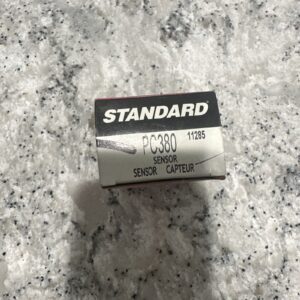 STANDARD
PC380 11285
SENSOR
SENSOR CAPTEUR